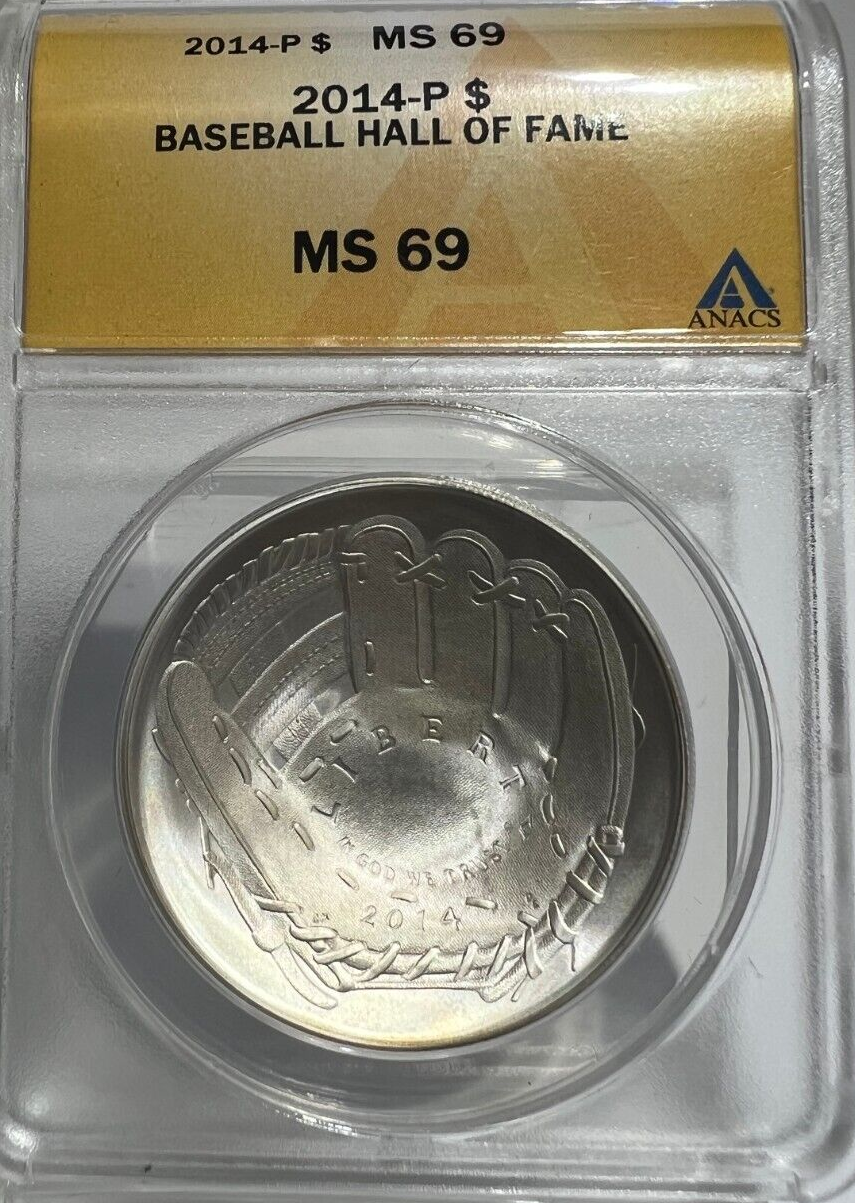 2014-P $ MS 69
2014-P $
BASEBALL HALL OF FAME
MS 69
ANACS
LIBERTY
IN GOD WE TRUST
2014